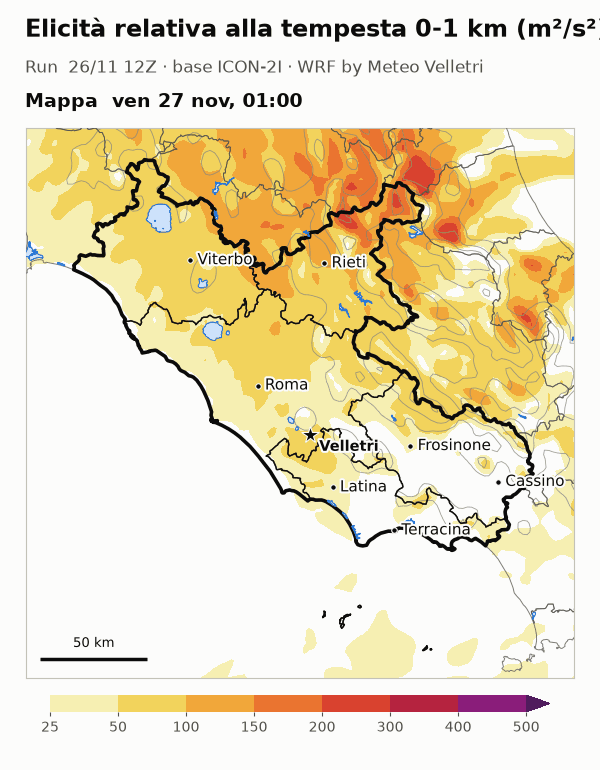 Elicità relativa alla tempesta 0-1 km (m²/s²)
Run  26/11 12Z · base ICON-2I · WRF by Meteo Velletri
Mappa  ven 27 nov, 01:00
Viterbo
Rieti
Roma
Velletri
Frosinone
Cassino
Latina
Terracina
50 km
25 50 100 150 200 300 400 500